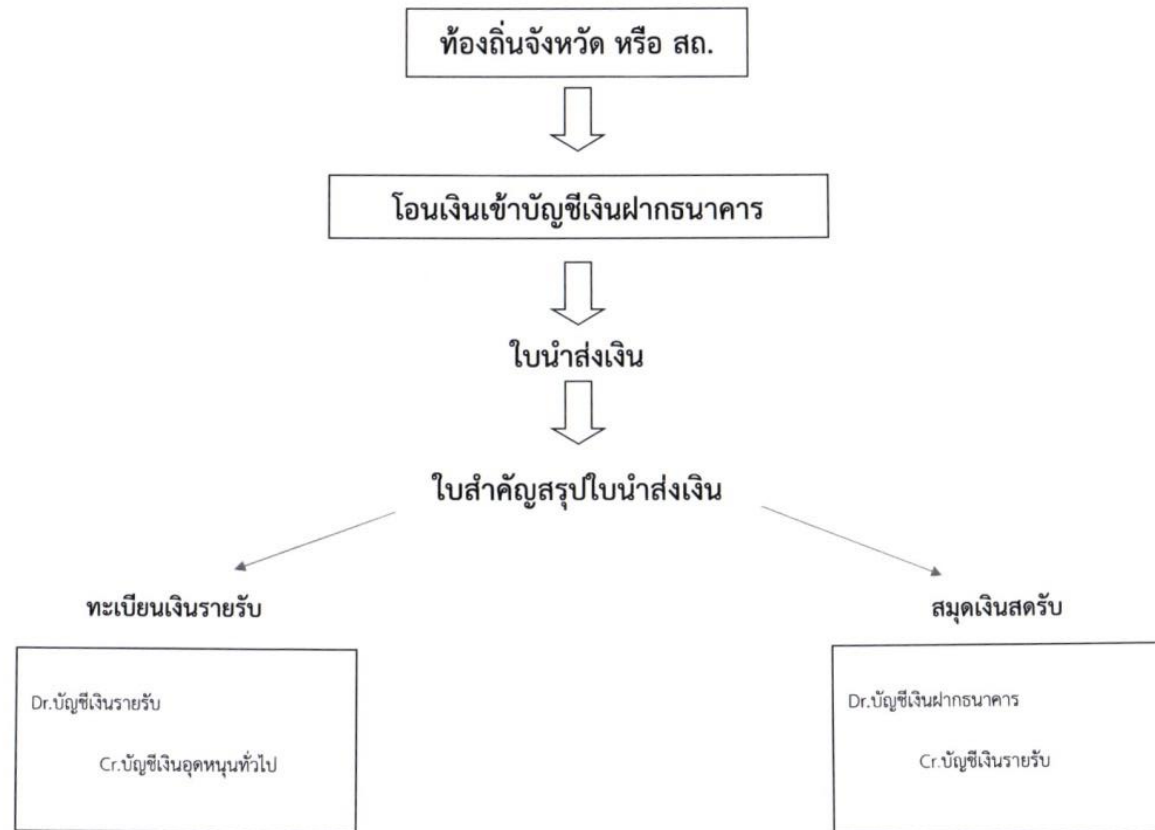 ท้องถิ่นจังหวัด หรือ สถ.
โอนเงินเข้าบัญชีเงินฝากธนาคาร
ใบนำส่งเงิน
ใบสำคัญสรุปใบนำส่งเงิน
ทะเบียนเงินรายรับ
สมุดเงินสดรับ
Dr.บัญชีเงินรายรับ
Cr.บัญชีเงินอุดหนุนทั่วไป
Dr.บัญชีเงินฝากธนาคาร
Cr.บัญชีเงินรายรับ